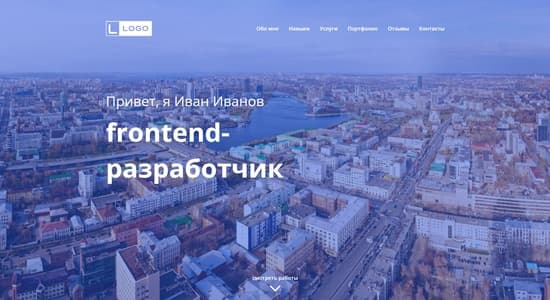 L LOGO
Обо мне Навыки Услуги Портфолио Отзывы Контакты
Привет, я Иван Иванов
frontend-
разработчик
смотреть работы